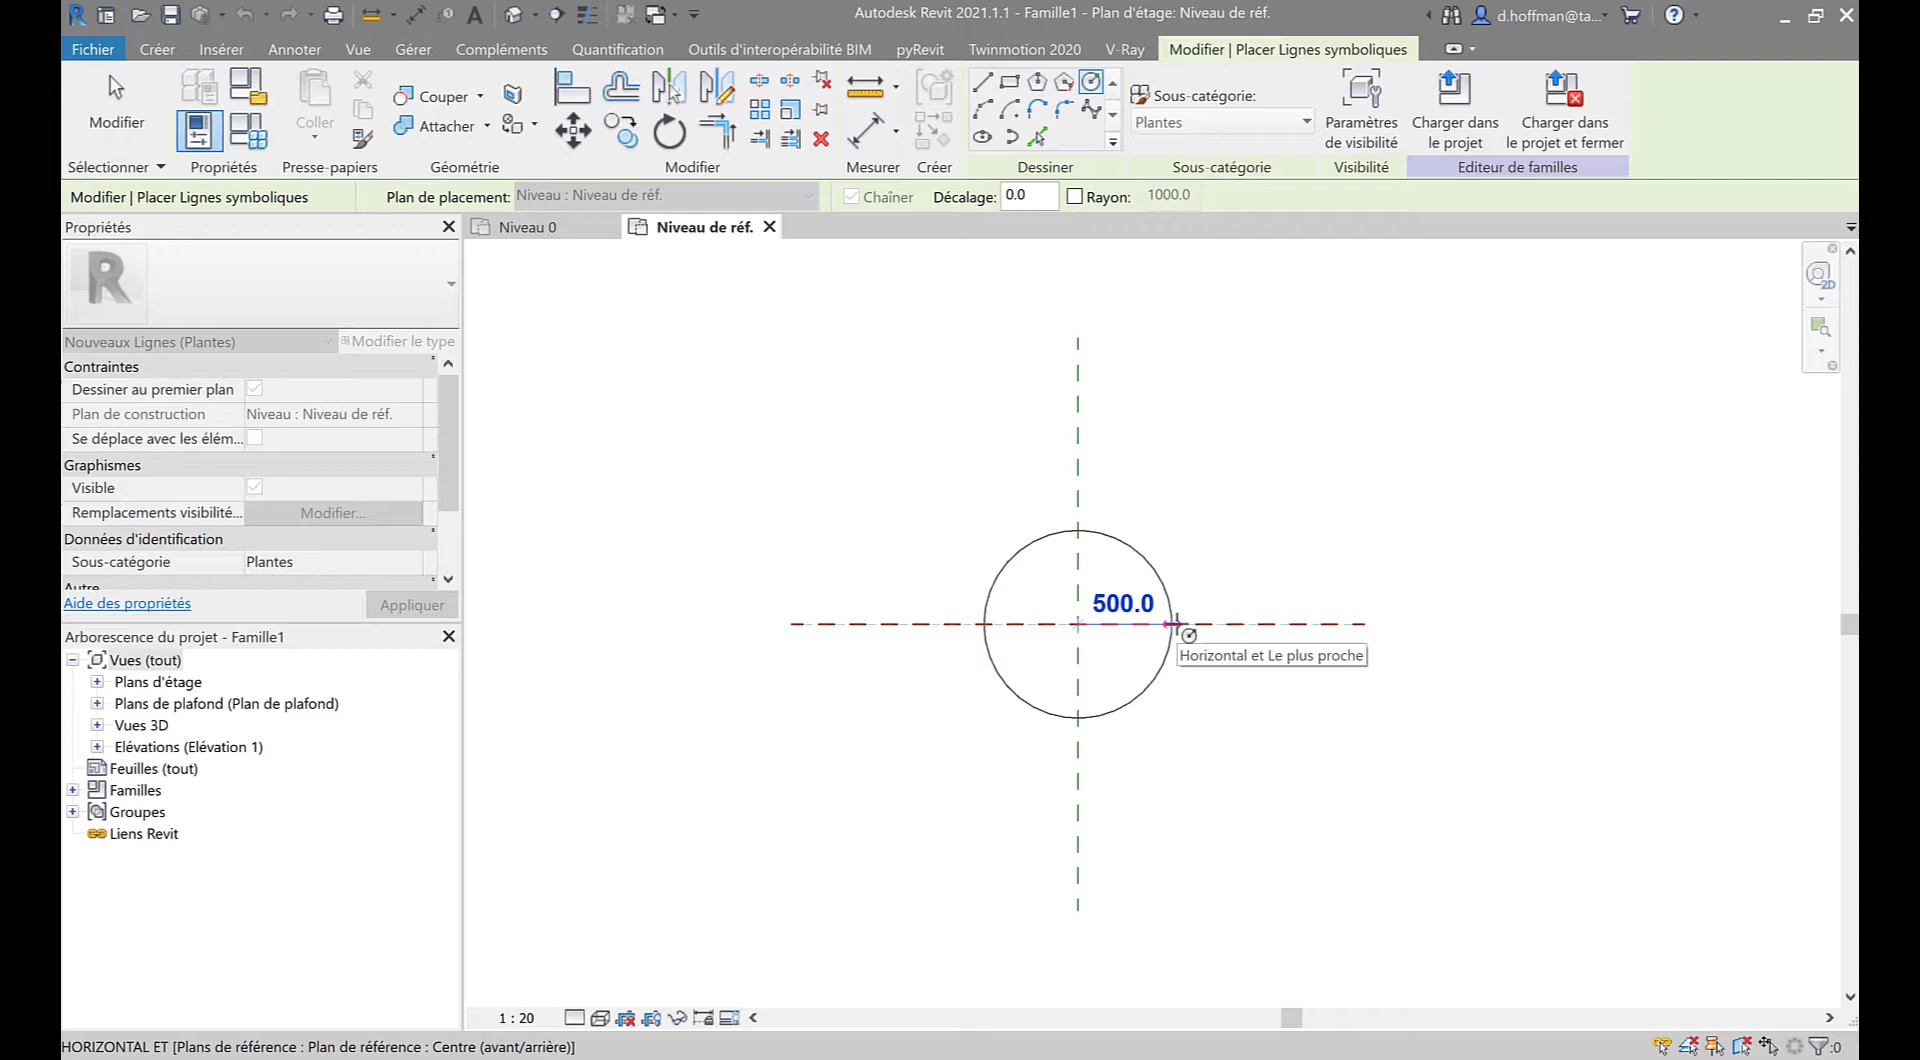 Autodesk Revit 2021.1.1 - Famille1 - Plan d'étage: Niveau de réf.
d.hoffman@ta...
Fichier Créer Insérer Annoter Vue Gérer Compléments Quantification Outils d'interopérabilité BIM pyRevit Twinmotion 2020 V-Ray Modifier | Placer Lignes symboliques
Modifier
Coller
Couper
Attacher
Sous-catégorie:
Plantes
Paramètres de visibilité
Charger dans le projet
Charger dans le projet et fermer
Sélectionner Propriétés Presse-papiers Géométrie Modifier Mesurer Créer Dessiner Sous-catégorie Visibilité Editeur de familles
Modifier | Placer Lignes symboliques Plan de placement: Niveau : Niveau de réf. Chaîner Décalage: 0.0 Rayon: 1000.0
Propriétés
Niveau 0 Niveau de réf.
R
Nouveaux Lignes (Plantes) Modifier le type
Contraintes
Dessiner au premier plan
Plan de construction Niveau : Niveau de réf.
Se déplace avec les élém...
Graphismes
Visible
Remplacements visibilité... Modifier...
Données d'identification
Sous-catégorie Plantes
Autre
Aide des propriétés Appliquer
Arborescence du projet - Famille1
Vues (tout)
Plans d'étage
Plans de plafond (Plan de plafond)
Vues 3D
Elévations (Elévation 1)
Feuilles (tout)
Familles
Groupes
Liens Revit
500.0
Horizontal et Le plus proche
2D
1 : 20
HORIZONTAL ET [Plans de référence : Plan de référence : Centre (avant/arrière)]
:0